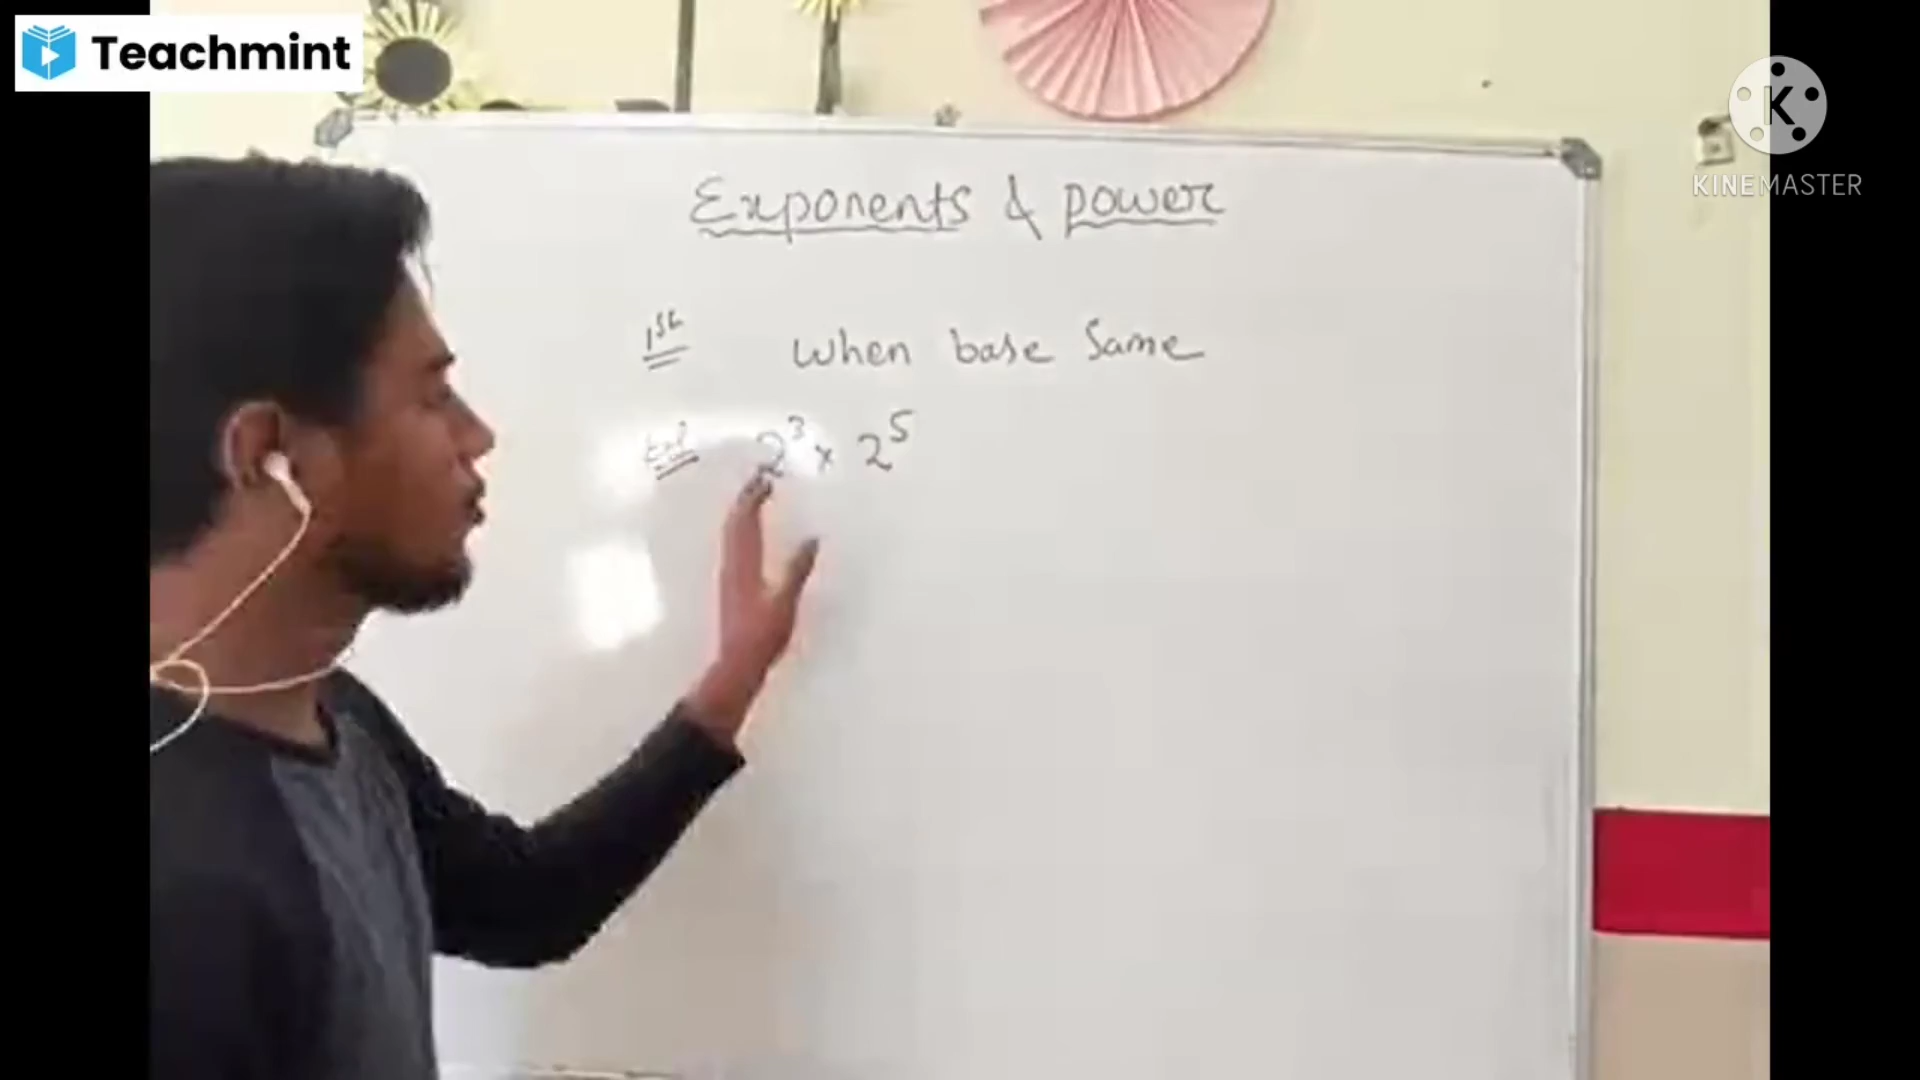 Teachmint
KINEMASTER
Exponents & power
1st When base Same
2³ × 2⁵